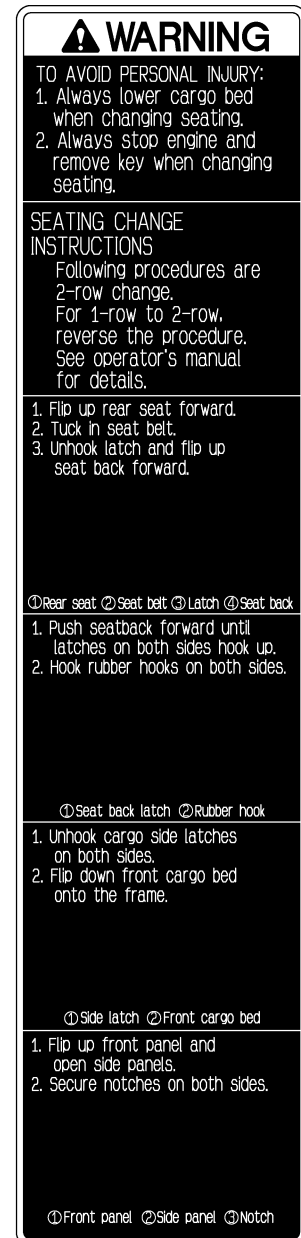 WARNING
TO AVOID PERSONAL INJURY:
1. Always lower cargo bed
when changing seating.
2. Always stop engine and
remove key when changing
seating.
SEATING CHANGE
INSTRUCTIONS
Following procedures are
2-row change.
For 1-row to 2-row,
reverse the procedure.
See operator's manual
for details.
1. Flip up rear seat forward.
2. Tuck in seat belt.
3. Unhook latch and flip up
seat back forward.
①Rear seat ②Seat belt ③Latch ④Seat back
1. Push seatback forward until
latches on both sides hook up.
2. Hook rubber hooks on both sides.
①Seat back latch ②Rubber hook
1. Unhook cargo side latches
on both sides.
2. Flip down front cargo bed
onto the frame.
①Side latch ②Front cargo bed
1. Flip up front panel and
open side panels.
2. Secure notches on both sides.
①Front panel ②Side panel ③Notch